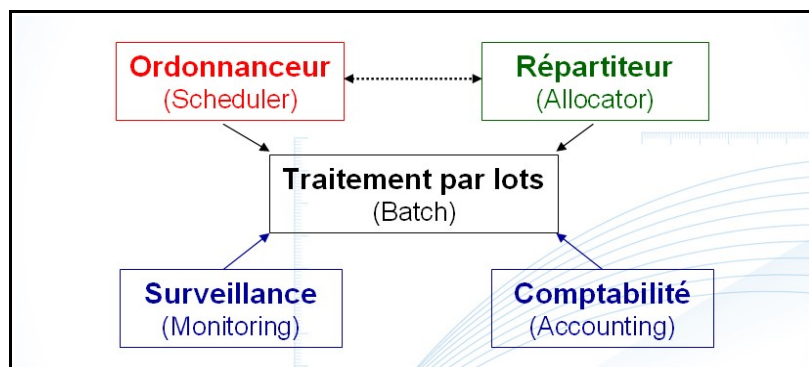 Ordonnanceur
(Scheduler)
Répartiteur
(Allocator)
Traitement par lots
(Batch)
Surveillance
(Monitoring)
Comptabilité
(Accounting)